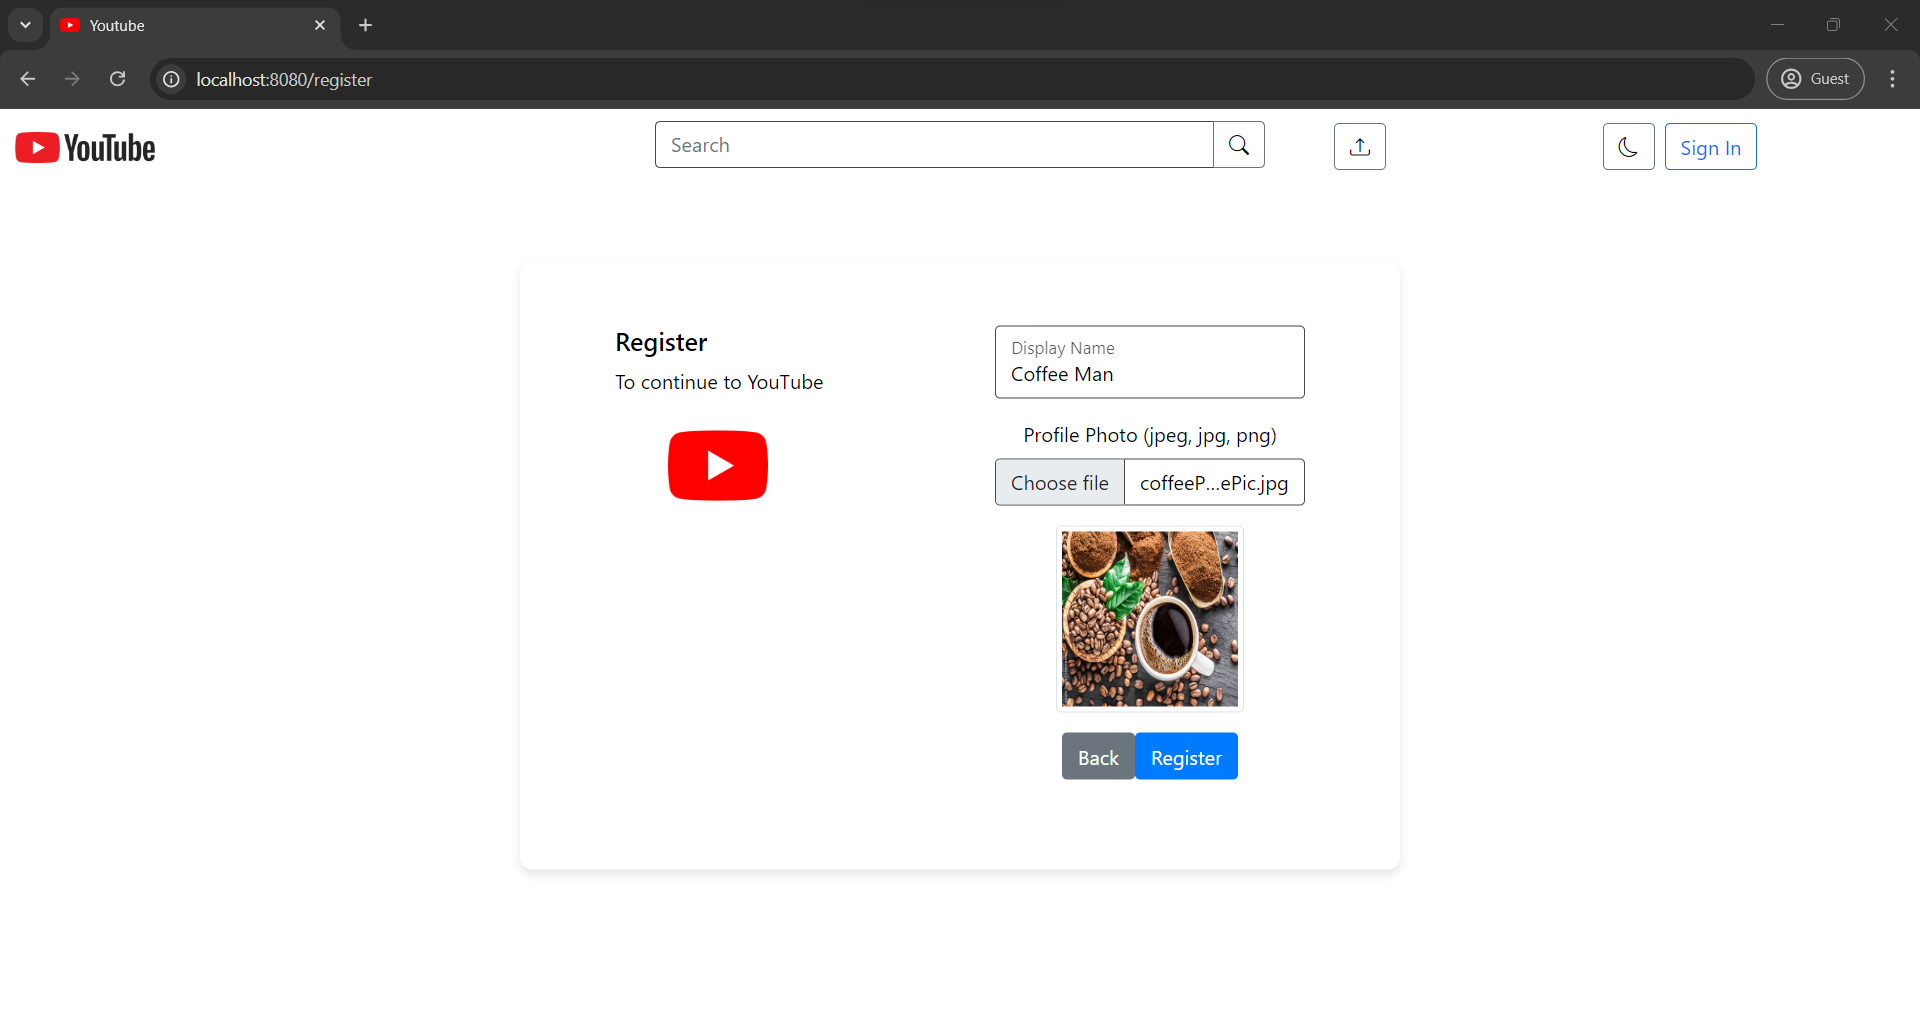 Youtube
localhost:8080/register
Guest
YouTube
Search
Sign In
Register
To continue to YouTube
Display Name
Coffee Man
Profile Photo (jpeg, jpg, png)
Choose file
coffeeP...ePic.jpg
Back
Register